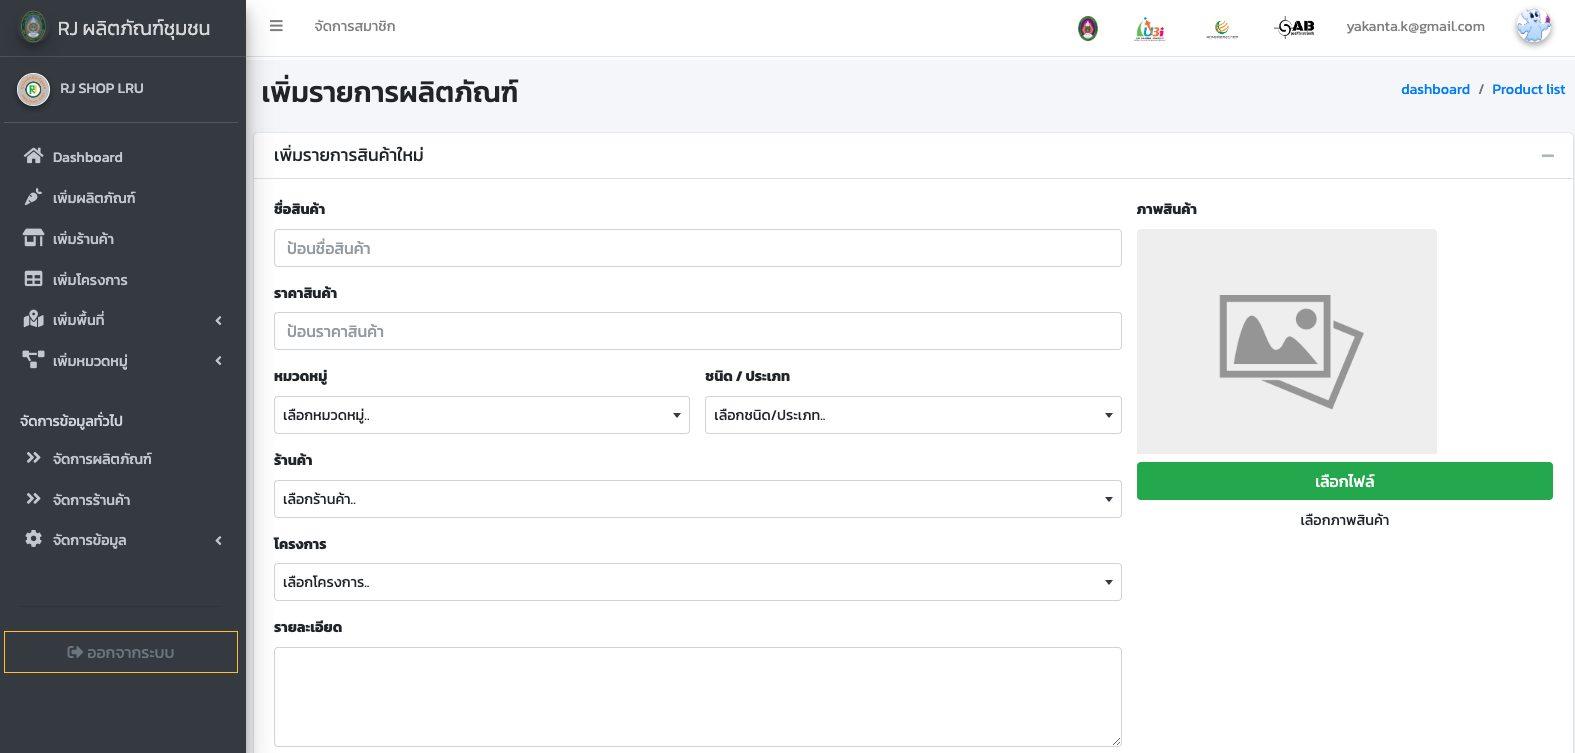 RJ ผลิตภัณฑ์ชุมชน
RJ SHOP LRU
Dashboard
เพิ่มผลิตภัณฑ์
เพิ่มร้านค้า
เพิ่มโครงการ
เพิ่มพื้นที่
เพิ่มหมวดหมู่
จัดการข้อมูลทั่วไป
จัดการผลิตภัณฑ์
จัดการร้านค้า
จัดการข้อมูล
ออกจากระบบ
จัดการสมาชิก
yakanta.k@gmail.com
เพิ่มรายการผลิตภัณฑ์
dashboard / Product list
เพิ่มรายการสินค้าใหม่
ชื่อสินค้า
ป้อนชื่อสินค้า
ราคาสินค้า
ป้อนราคาสินค้า
หมวดหมู่ ชนิด / ประเภท
เลือกหมวดหมู่.. เลือกชนิด/ประเภท..
ร้านค้า
เลือกร้านค้า..
โครงการ
เลือกโครงการ..
รายละเอียด
ภาพสินค้า
เลือกไฟล์
เลือกภาพสินค้า